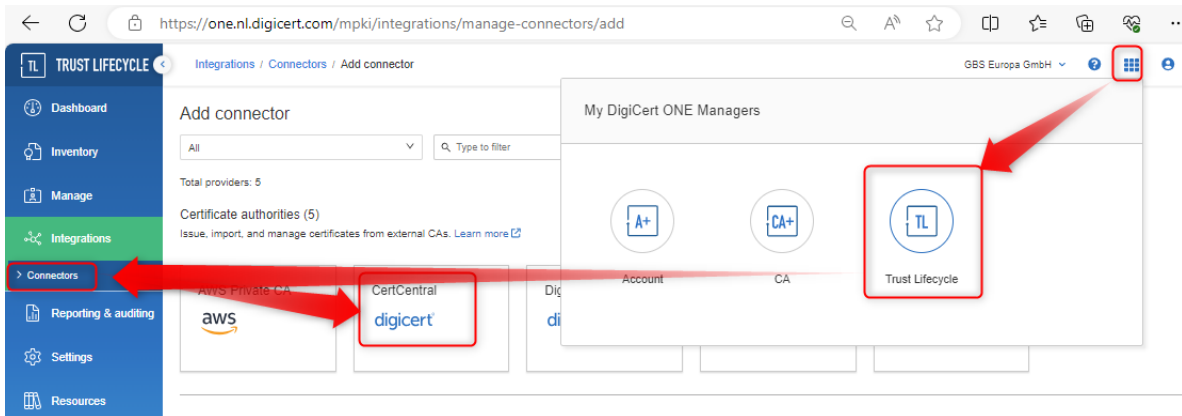 https://one.nl.digicert.com/mpki/integrations/manage-connectors/add
TL TRUST LIFECYCLE
Integrations / Connectors / Add connector
GBS Europa GmbH
Dashboard
Inventory
Manage
Integrations
> Connectors
Reporting & auditing
Settings
Resources
Add connector
All
Type to filter
Total providers: 5
Certificate authorities (5)
Issue, import, and manage certificates from external CAs. Learn more
AWS Private CA
aws
CertCentral
digicert
Dig
di
My DigiCert ONE Managers
A+
Account
CA+
CA
TL
Trust Lifecycle